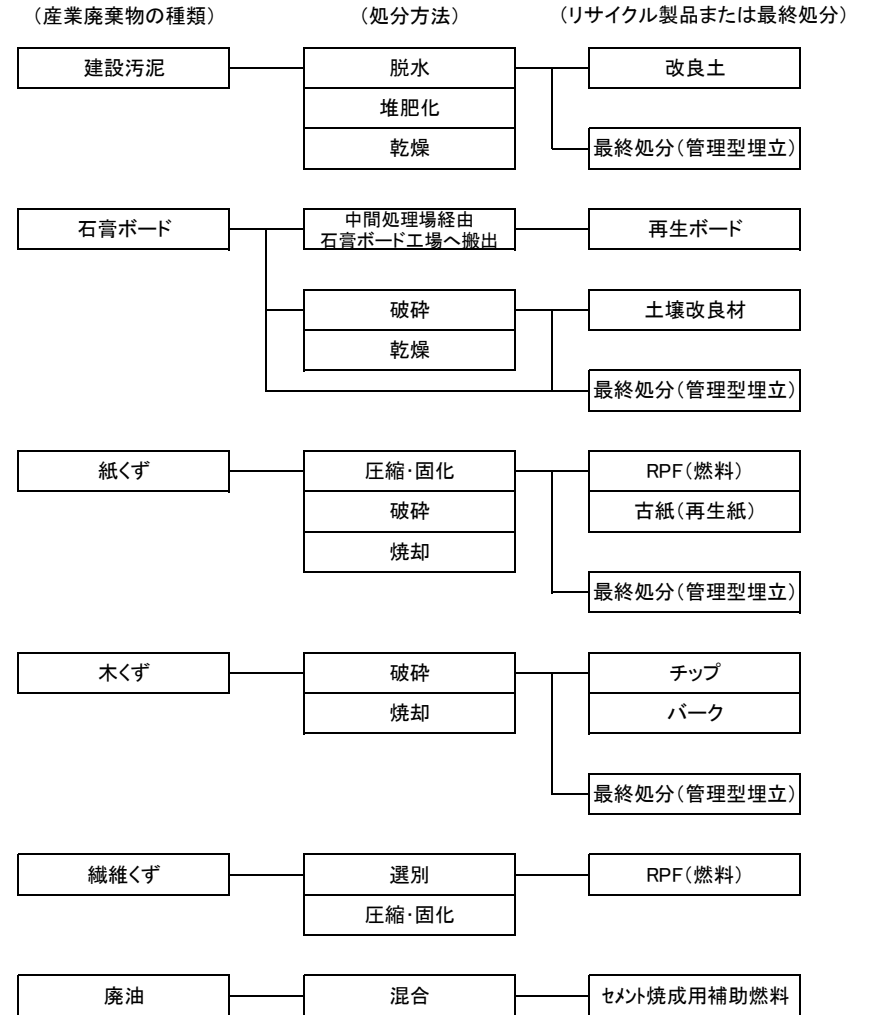 （産業廃棄物の種類） （処分方法） （リサイクル製品または最終処分）
建設汚泥 脱水 改良土
堆肥化
乾燥 最終処分（管理型埋立）
石膏ボード 中間処理場経由 再生ボード
石膏ボード工場へ搬出
破砕 土壌改良材
乾燥
最終処分（管理型埋立）
紙くず 圧縮・固化 RPF（燃料）
破砕 古紙（再生紙）
焼却
最終処分（管理型埋立）
木くず 破砕 チップ
焼却 バーク
最終処分（管理型埋立）
繊維くず 選別 RPF（燃料）
圧縮・固化
廃油 混合 ｾﾒﾝﾄ焼成用補助燃料